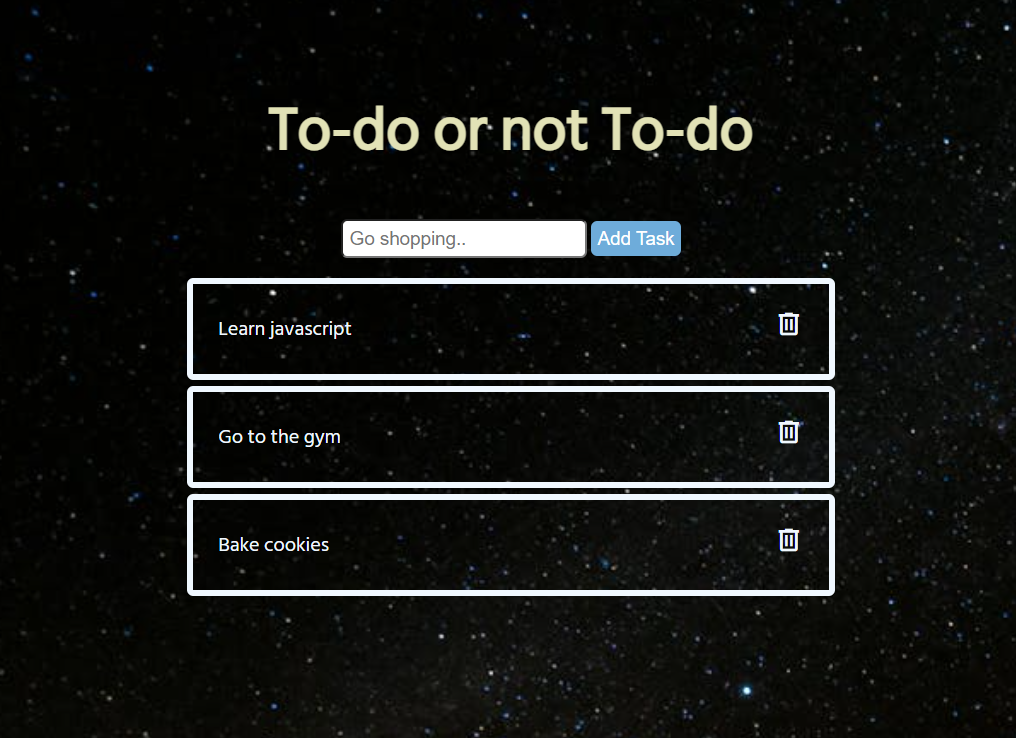 To-do or not To-do
Go shopping..
Add Task
Learn javascript
Go to the gym
Bake cookies